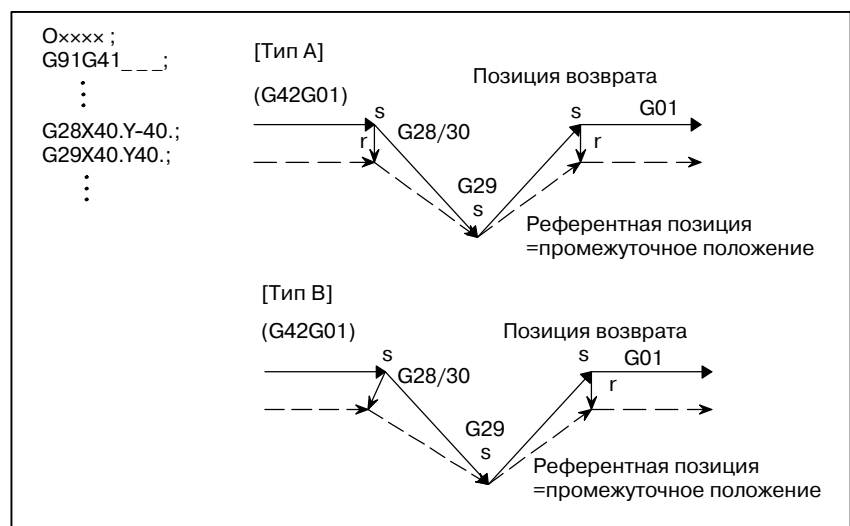 O×××× ;
G91G41_ _ _;
G28X40.Y-40.;
G29X40.Y40.;
[Тип A]
(G42G01)
Позиция возврата
s
s
G01
r
G28/30
r
G29
s
Референтная позиция
=промежуточное положение
[Тип B]
(G42G01)
Позиция возврата
s
s
G01
G28/30
r
G29
s
Референтная позиция
=промежуточное положение